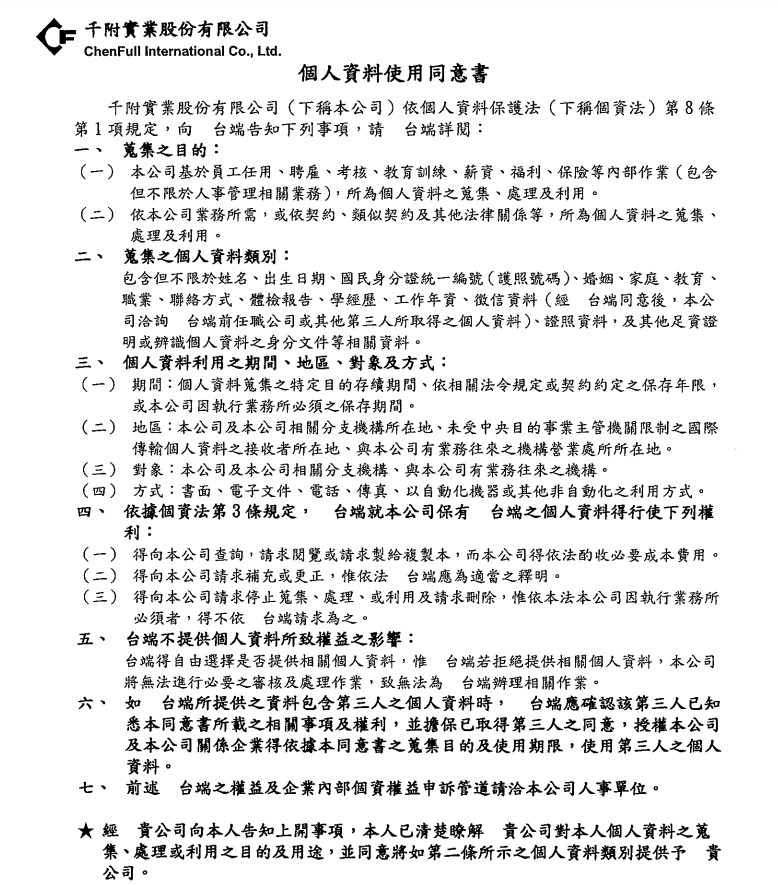 千附實業股份有限公司
ChenFull International Co., Ltd.
個人資料使用同意書
千附實業股份有限公司（下稱本公司）依個人資料保護法（下稱個資法）第8條
第1項規定，向　台端告知下列事項，請　台端詳閱：
一、　蒐集之目的：
（一）　本公司基於員工任用、聘雇、考核、教育訓練、薪資、福利、保險等內部作業（包含
但不限於人事管理相關業務），所為個人資料之蒐集、處理及利用。
（二）　依本公司業務所需，或依契約、類似契約及其他法律關係等，所為個人資料之蒐集、
處理及利用。
二、　蒐集之個人資料類別：
包含但不限於姓名、出生日期、國民身分證統一編號（護照號碼）、婚姻、家庭、教育、
職業、聯絡方式、體檢報告、學經歷、工作年資、徵信資料（經　台端同意後，本公
司洽詢　台端前任職公司或其他第三人所取得之個人資料）、證照資料，及其他足資證
明或辨識個人資料之身分文件等相關資料。
三、　個人資料利用之期間、地區、對象及方式：
（一）　期間：個人資料蒐集之特定目的存續期間、依相關法令規定或契約約定之保存年限，
或本公司因執行業務所必須之保存期間。
（二）　地區：本公司及本公司相關分支機構所在地、未受中央目的事業主管機關限制之國際
傳輸個人資料之接收者所在地、與本公司有業務往來之機構營業處所所在地。
（三）　對象：本公司及本公司相關分支機構、與本公司有業務往來之機構。
（四）　方式：書面、電子文件、電話、傳真、以自動化機器或其他非自動化之利用方式。
四、　依據個資法第3條規定，　台端就本公司保有　台端之個人資料得行使下列權
利：
（一）　得向本公司查詢，請求閱覽或請求製給複製本，而本公司得依法酌收必要成本費用。
（二）　得向本公司請求補充或更正，惟依法　台端應為適當之釋明。
（三）　得向本公司請求停止蒐集、處理、或利用及請求刪除，惟依本法本公司因執行業務所
必須者，得不依　台端請求為之。
五、　台端不提供個人資料所致權益之影響：
台端得自由選擇是否提供相關個人資料，惟　台端若拒絕提供相關個人資料，本公司
將無法進行必要之審核及處理作業，致無法為　台端辦理相關作業。
六、　如　台端所提供之資料包含第三人之個人資料時，　台端應確認該第三人已知
悉本同意書所載之相關事項及權利，並擔保已取得第三人之同意，授權本公司
及本公司關係企業得依據本同意書之蒐集目的及使用期限，使用第三人之個人
資料。
七、　前述　台端之權益及企業內部個資權益申訴管道請洽本公司人事單位。
★ 經　貴公司向本人告知上開事項，本人已清楚瞭解　貴公司對本人個人資料之蒐
集、處理或利用之目的及用途，並同意將如第二條所示之個人資料類別提供予　貴
公司。